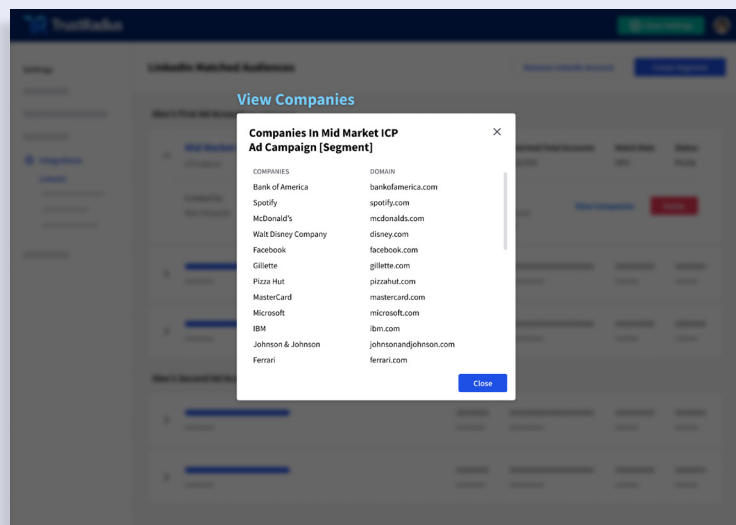 TrustRadius
Settings
LinkedIn Matched Audiences
View Companies
Companies In Mid Market ICP
Ad Campaign [Segment]
COMPANIES DOMAIN
Bank of America bankofamerica.com
Spotify spotify.com
McDonald's mcdonalds.com
Walt Disney Company disney.com
Facebook facebook.com
Gillette gillette.com
Pizza Hut pizzahut.com
MasterCard mastercard.com
Microsoft microsoft.com
IBM ibm.com
Johnson & Johnson johnsonandjohnson.com
Ferrari ferrari.com
Close